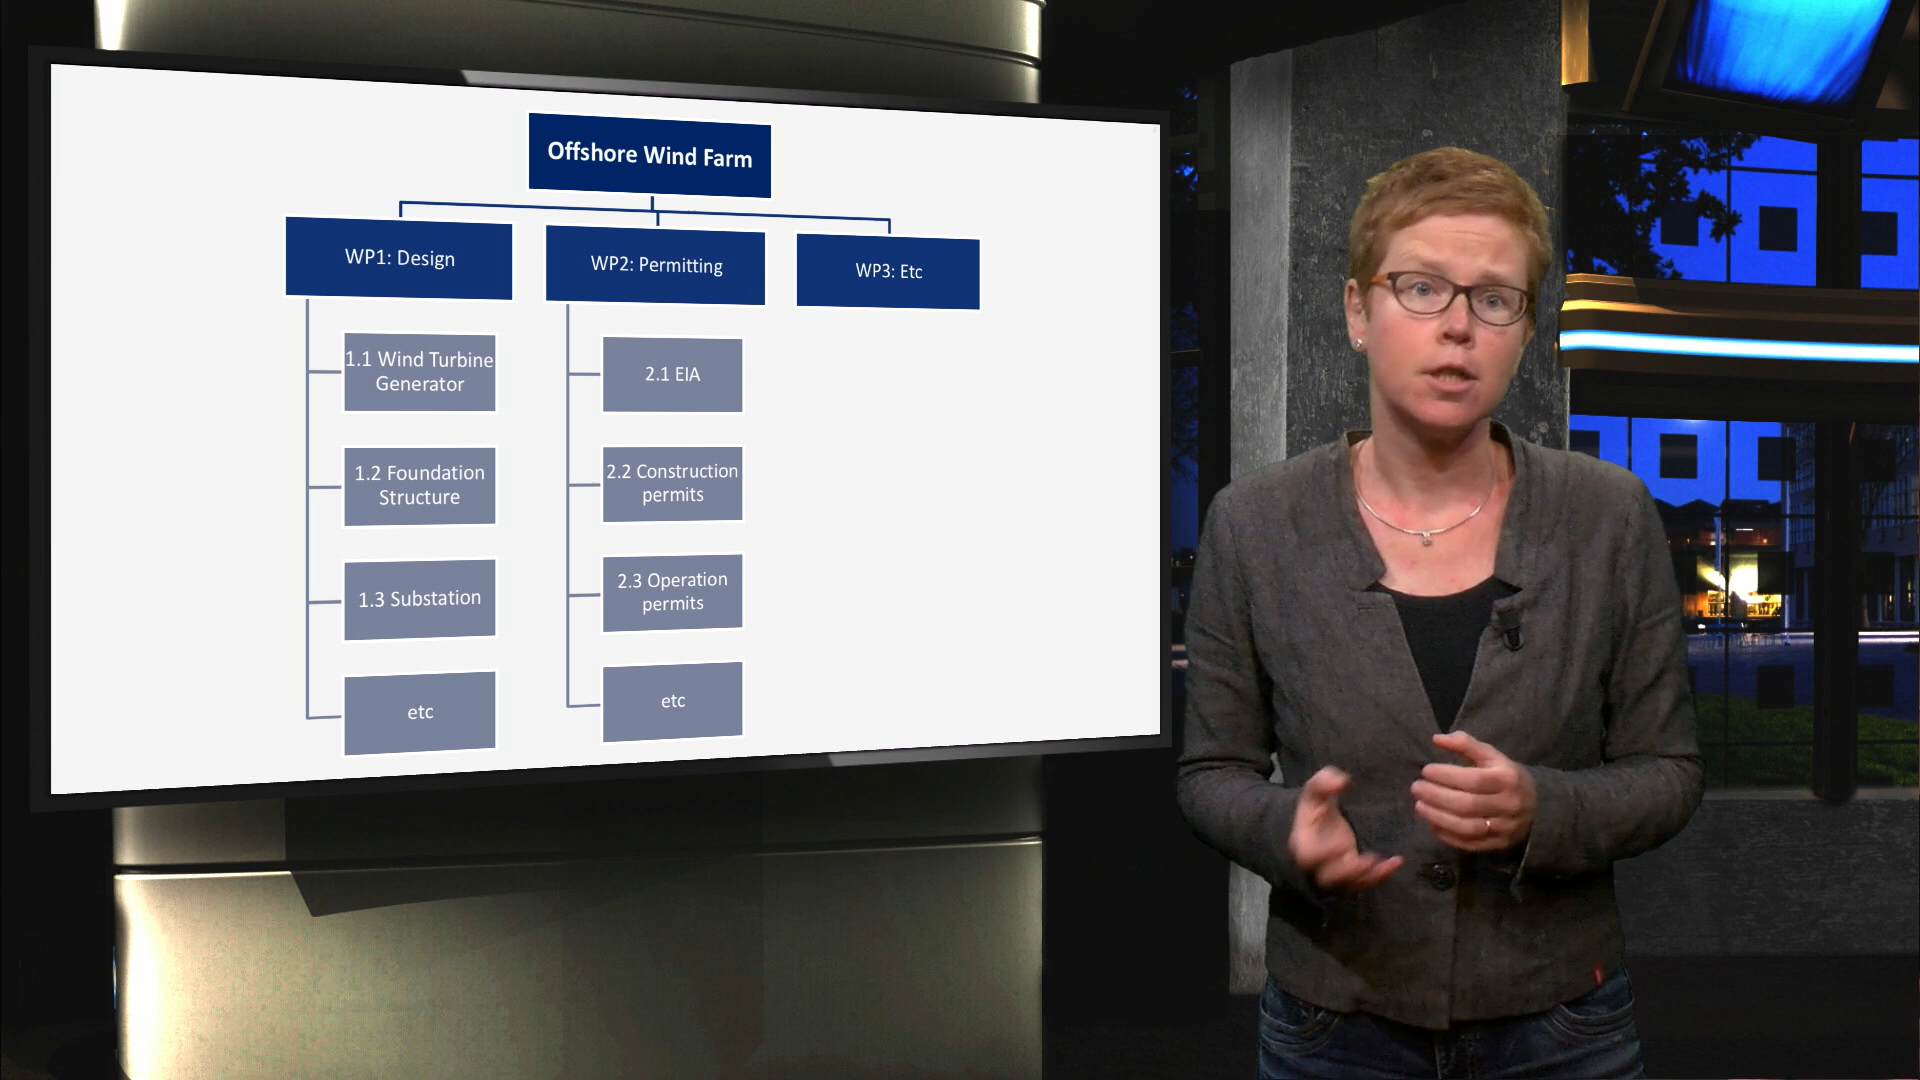 Offshore Wind Farm
WP1: Design
WP2: Permitting
WP3: Etc
1.1 Wind Turbine
Generator
1.2 Foundation
Structure
1.3 Substation
etc
2.1 EIA
2.2 Construction
permits
2.3 Operation
permits
etc